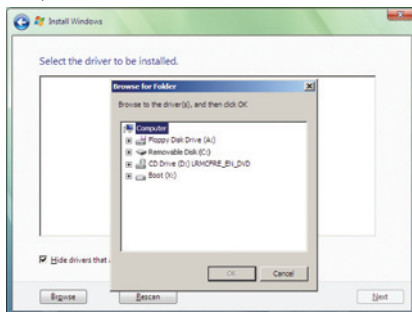 Install Windows
Select the driver to be installed.
Browse for Folder
Browse to the driver(s), and then click OK
Computer
Floppy Disk Drive (A:)
Removable Disk (C:)
CD Drive (D:) LRMCFRE_EN_DVD
Boot (X:)
Hide drivers that
OK
Cancel
Browse
Rescan
Next